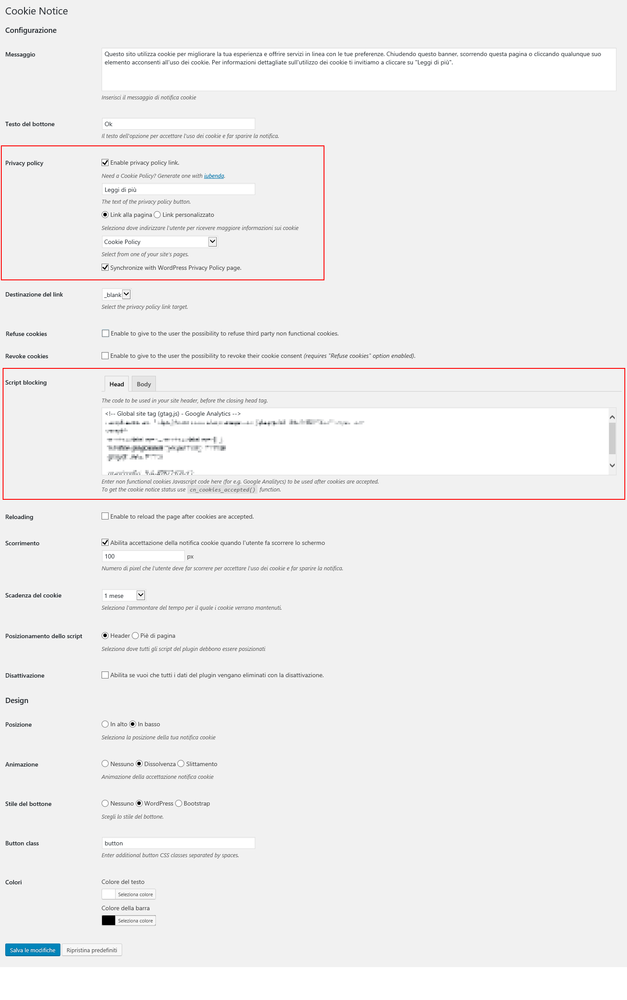 Cookie Notice
Configurazione
Messaggio
Questo sito utilizza cookie per migliorare la tua esperienza e offrire servizi in linea con le tue preferenze. Chiudendo questo banner, scorrendo questa pagina o cliccando qualunque suo
elemento acconsenti all’uso dei cookie. Per informazioni dettagliate sull'utilizzo dei cookie ti invitiamo a cliccare su "Leggi di più".
Inserisci il messaggio di notifica cookie
Testo del bottone
Ok
Il testo dell'opzione per accettare l'uso dei cookie e far sparire la notifica.
Privacy policy
Enable privacy policy link.
Need a Cookie Policy? Generate one with iubenda.
Leggi di più
The text of the privacy policy button.
Link alla pagina Link personalizzato
Seleziona dove indirizzare l'utente per ricevere maggiore informazioni sui cookie
Cookie Policy
Select from one of your site's pages.
Synchronize with WordPress Privacy Policy page.
Destinazione del link
_blank
Select the privacy policy link target.
Refuse cookies
Enable to give to the user the possibility to refuse third party non functional cookies.
Revoke cookies
Enable to give to the user the possibility to revoke their cookie consent (requires "Refuse cookies" option enabled).
Script blocking
Head Body
The code to be used in your site header, before the closing head tag.
<!-- Global site tag (gtag.js) - Google Analytics -->
Enter non functional cookies Javascript code here (for e.g. Google Analitycs) to be used after cookies are accepted.
To get the cookie notice status use cn_cookies_accepted() function.
Reloading
Enable to reload the page after cookies are accepted.
Scorrimento
Abilita accettazione della notifica cookie quando l'utente fa scorrere lo schermo
100 px
Numero di pixel che l'utente deve far scorrere per accettare l'uso dei cookie e far sparire la notifica.
Scadenza del cookie
1 mese
Seleziona l'ammontare del tempo per il quale i cookie verrano mantenuti.
Posizionamento dello script
Header Piè di pagina
Seleziona dove tutti gli script del plugin debbono essere posizionati
Disattivazione
Abilita se vuoi che tutti i dati del plugin vengano eliminati con la disattivazione.
Design
Posizione
In alto In basso
Seleziona la posizione della tua notifica cookie
Animazione
Nessuno Dissolvenza Slittamento
Animazione della accettazione notifica cookie
Stile del bottone
Nessuno WordPress Bootstrap
Scegli lo stile del bottone.
Button class
button
Enter additional button CSS classes separated by spaces.
Colori
Colore del testo
Seleziona colore
Colore della barra
Seleziona colore
Salva le modifiche Ripristina predefiniti